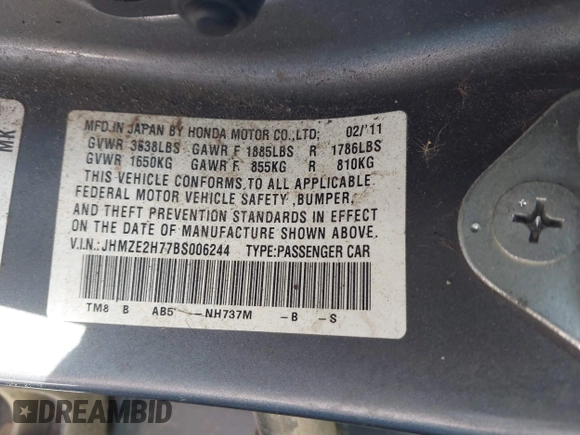 MFD.IN JAPAN BY HONDA MOTOR CO.,LTD; 02/'11
GVWR 3638LBS GAWR F 1885LBS R 1786LBS
GVWR 1650KG GAWR F 855KG R 810KG
THIS VEHICLE CONFORMS TO ALL APPLICABLE
FEDERAL MOTOR VEHICLE SAFETY ,BUMPER,
AND THEFT PREVENTION STANDARDS IN EFFECT
ON THE DATE OF MANUFACTURE SHOWN ABOVE.
V.I.N.:JHMZE2H77BS006244 TYPE:PASSENGER CAR
TM8 B AB5 —NH737M –B –S
MK
DREAMBID